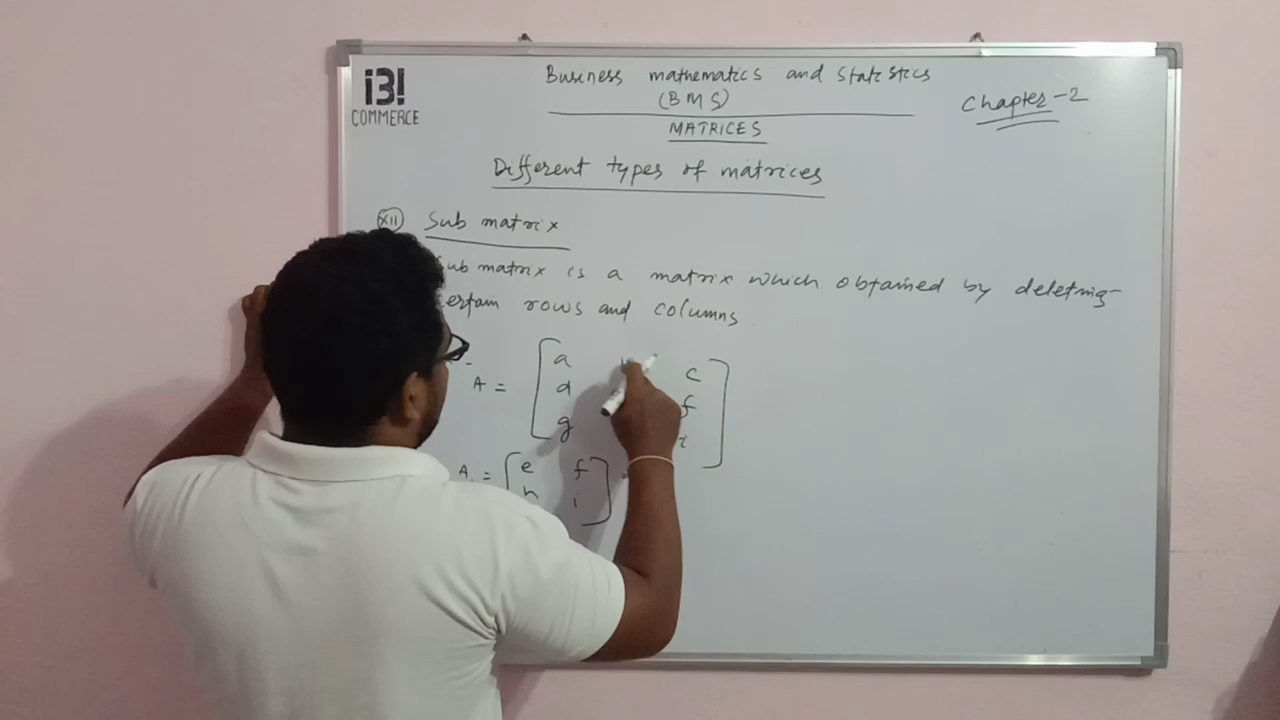 i3!
COMMERCE
Business mathematics and Statistics
(BMS)
Chapter-2
MATRICES
Different types of matrices
XII Sub matrix
Sub matrix is a matrix which obtained by deleting
certain rows and columns
A = a c
d f
g i
A = e f
h i